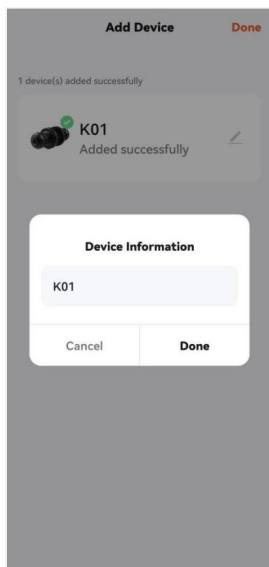 Add Device
Done
1 device(s) added successfully
K01
Added successfully
Device Information
K01
Cancel
Done